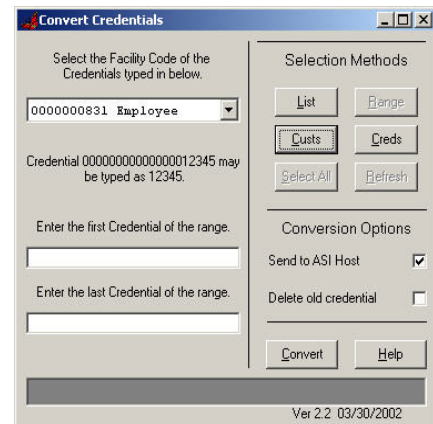 Convert Credentials
Select the Facility Code of the
Credentials typed in below.
0000000831 Employee
Credential 00000000000000012345 may
be typed as 12345.
Enter the first Credential of the range.
Enter the last Credential of the range.
Selection Methods
List
Range
Custs
Creds
Select All
Refresh
Conversion Options
Send to ASI Host
Delete old credential
Convert
Help
Ver 2.2 03/30/2002